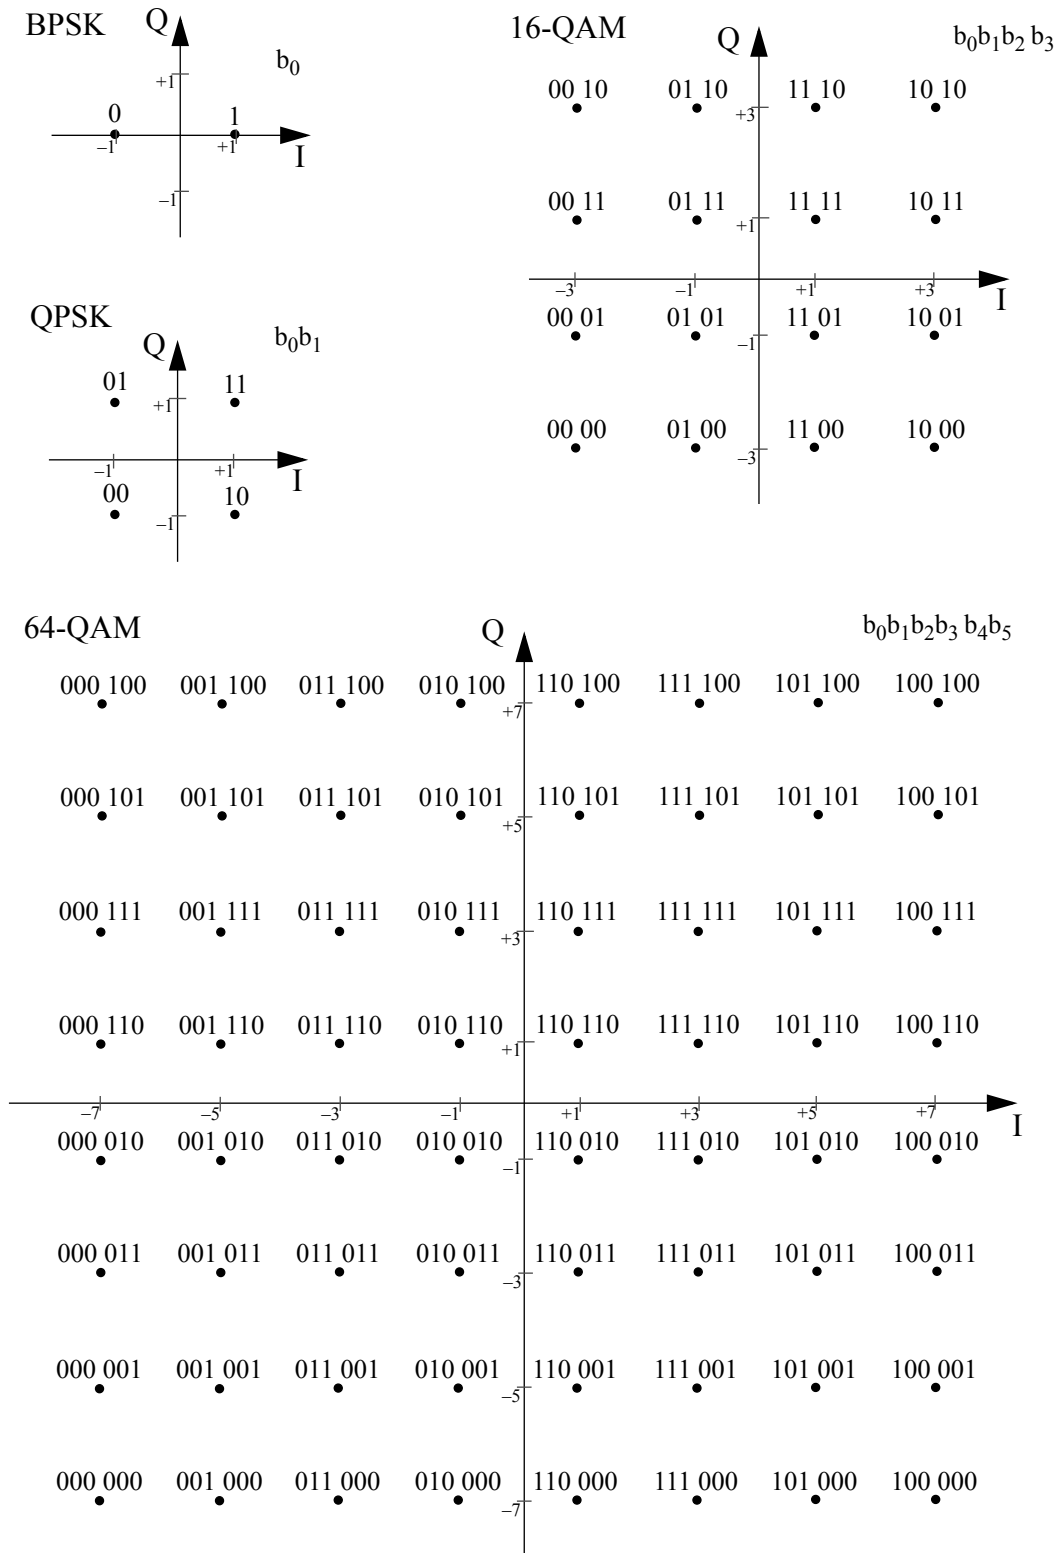 BPSK
Q
b0
+1
0 1
−1 +1
I
−1
QPSK
Q
b0b1
01 11
+1
−1 +1
I
00 10
−1
16-QAM
Q
b0b1b2 b3
00 10 01 10 11 10 10 10
+3
00 11 01 11 11 11 10 11
+1
−3 −1 +1 +3
I
00 01 01 01 11 01 10 01
−1
00 00 01 00 11 00 10 00
−3
64-QAM
Q
b0b1b2b3 b4b5
000 100 001 100 011 100 010 100 110 100 111 100 101 100 100 100
+7
000 101 001 101 011 101 010 101 110 101 111 101 101 101 100 101
+5
000 111 001 111 011 111 010 111 110 111 111 111 101 111 100 111
+3
000 110 001 110 011 110 010 110 110 110 111 110 101 110 100 110
+1
−7 −5 −3 −1 +1 +3 +5 +7
I
000 010 001 010 011 010 010 010 110 010 111 010 101 010 100 010
−1
000 011 001 011 011 011 010 011 110 011 111 011 101 011 100 011
−3
000 001 001 001 011 001 010 001 110 001 111 001 101 001 100 001
−5
000 000 001 000 011 000 010 000 110 000 111 000 101 000 100 000
−7